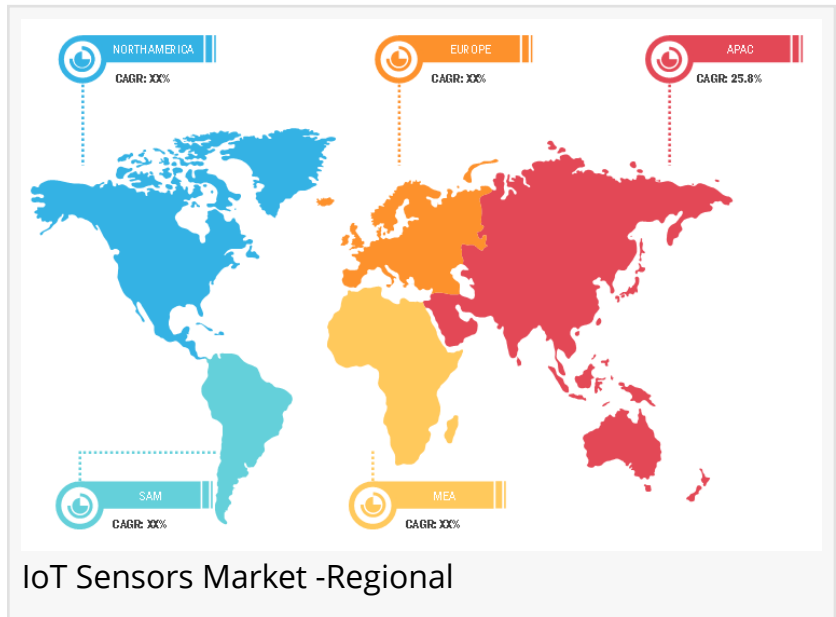 NORTHAMERICA
CAGR: XX%
EUROPE
CAGR: XX%
APAC
CAGR: 25.8%
SAM
CAGR: XX%
MEA
CAGR: XX%
IoT Sensors Market -Regional